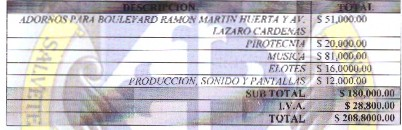 DESCRIPCION TOTAL
ADORNOS PARA BOULEVARD RAMON MARTIN HUERTA Y AV. $ 51,000.00
LAZARO CARDENAS
PIROTECNIA $ 20,000.00
MUSICA $ 81,000.00
ELOTES $ 16,0000.00
PRODUCCION, SONIDO Y PANTALLAS $ 12,000.00
SUB TOTAL $ 180,000.00
I.V.A. $ 28,800.00
TOTAL $ 208,8000.00
SALVETE